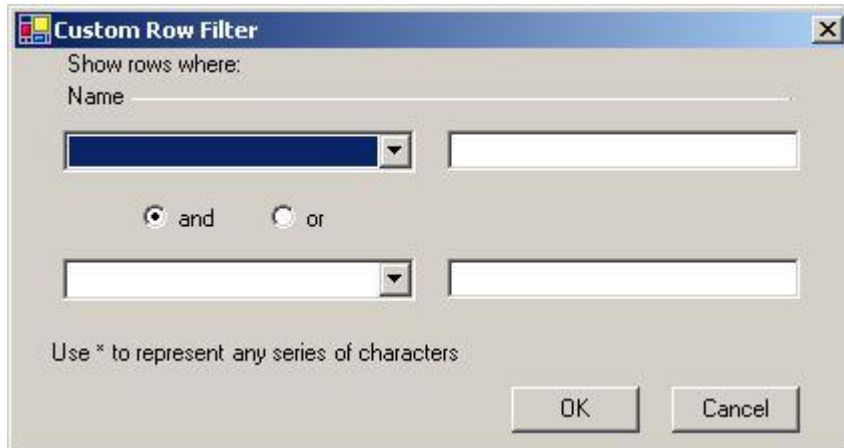 Custom Row Filter
Show rows where:
Name
and or
Use * to represent any series of characters
OK Cancel